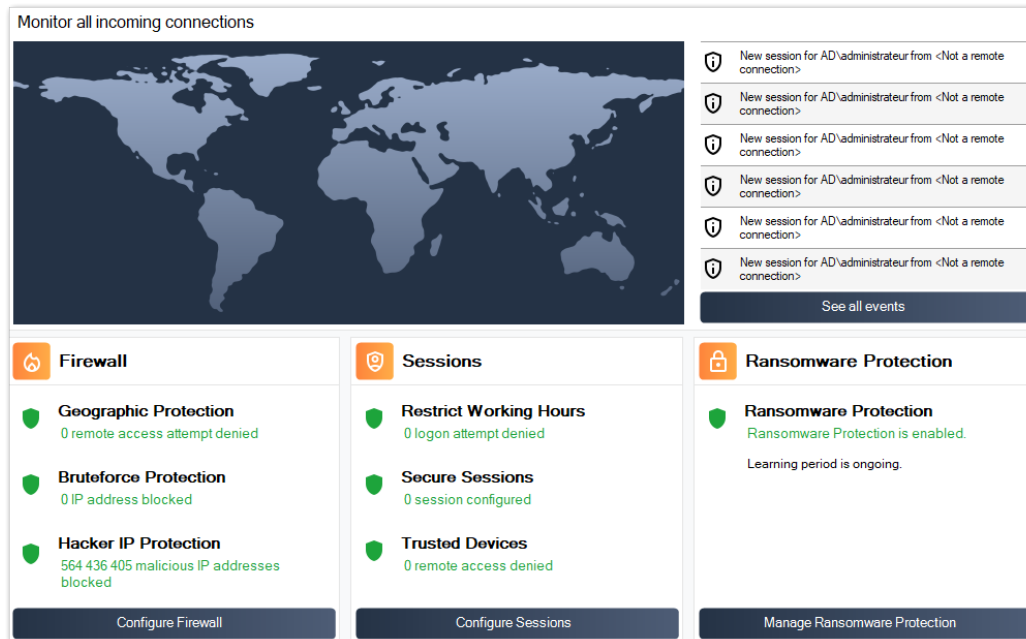 Monitor all incoming connections
New session for AD\administrateur from <Not a remote
connection>
New session for AD\administrateur from <Not a remote
connection>
New session for AD\administrateur from <Not a remote
connection>
New session for AD\administrateur from <Not a remote
connection>
New session for AD\administrateur from <Not a remote
connection>
New session for AD\administrateur from <Not a remote
connection>
See all events
Firewall
Geographic Protection
0 remote access attempt denied
Bruteforce Protection
0 IP address blocked
Hacker IP Protection
564 436 405 malicious IP addresses
blocked
Configure Firewall
Sessions
Restrict Working Hours
0 logon attempt denied
Secure Sessions
0 session configured
Trusted Devices
0 remote access denied
Configure Sessions
Ransomware Protection
Ransomware Protection
Ransomware Protection is enabled.
Learning period is ongoing.
Manage Ransomware Protection